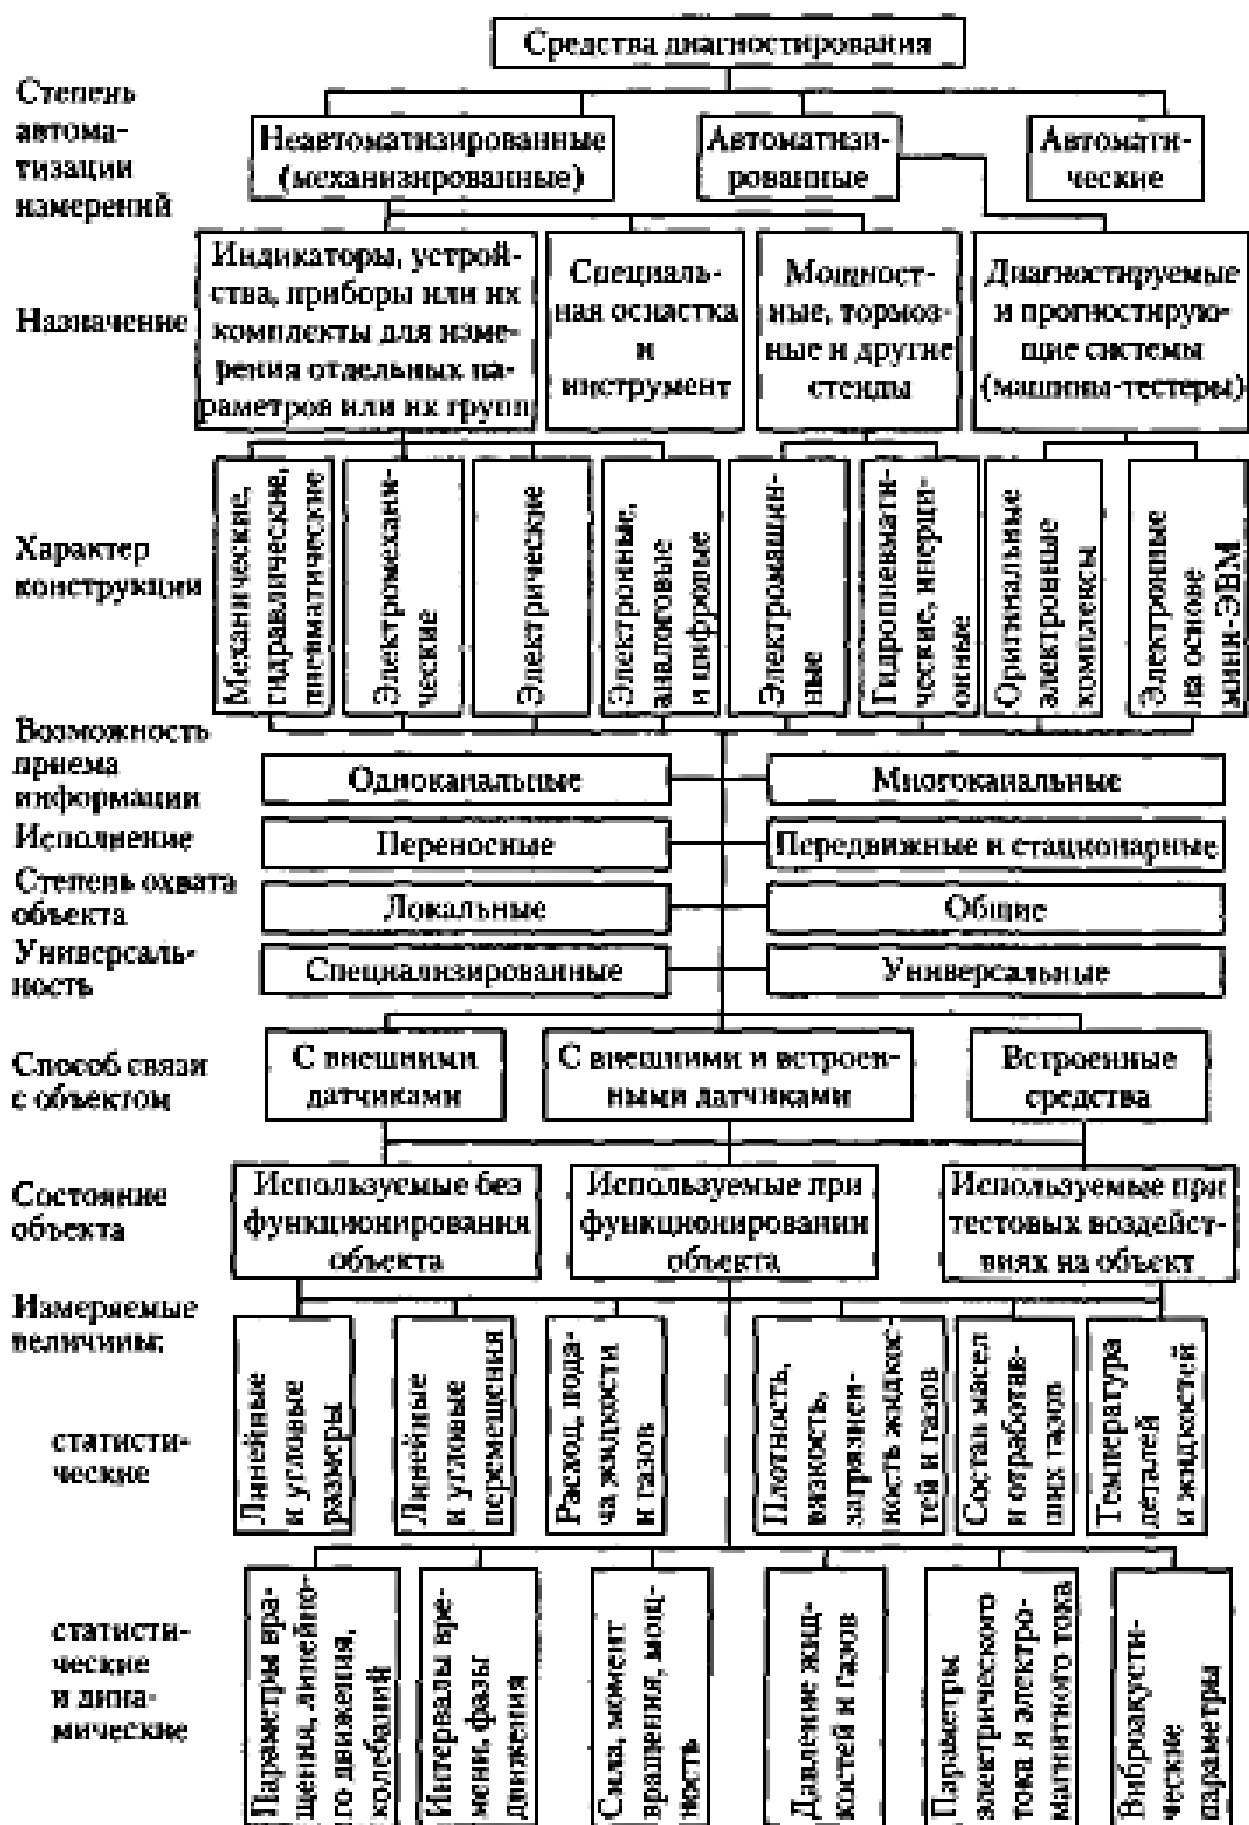 Средства диагностирования
Степень
автома-
тизации
измерений
Неавтоматизированные
(механизированные)
Автоматизи-
рованные
Автомати-
ческие
Назначение
Индикаторы, устрой-
ства, приборы или их
комплекты для изме-
рения отдельных па-
раметров или их групп
Специаль-
ная оснастка
и
инструмент
Мощност-
ные, тормоз-
ные и другие
стенды
Диагностируемые
и прогностирую-
щие системы
(машины-тестеры)
Характер
конструкции
Механические,
гидравлические,
пневматические
Электромехани-
ческие
Электрические
Электронные,
аналоговые
и цифровые
Электромашин-
ные
Гидропневмати-
ческие, инерци-
онные
Оригинальные
электронные
комплексы
Электронные
на основе
мини-ЭВМ
Возможность
приема
информации
Одноканальные
Многоканальные
Исполнение
Переносные
Передвижные и стационарные
Степень охвата
объекта
Локальные
Общие
Универсаль-
ность
Специализированные
Универсальные
Способ связи
с объектом
С внешними
датчиками
С внешними и встроен-
ными датчиками
Встроенные
средства
Состояние
объекта
Используемые без
функционирования
объекта
Используемые при
функционировании
объекта
Используемые при
тестовых воздейст-
виях на объект
Измеряемые
величины:
статисти-
ческие
Линейные
и угловые
размеры
Линейные
и угловые
перемещения
Расход, пода-
ча жидкости
и газов
Плотность,
вязкость,
загрязнен-
ность жидкос-
тей и газов
Состав масел
и отработав-
ших газов
Температура
деталей
и жидкостей
статисти-
ческие
и дина-
мические
Параметры вра-
щения, линейно-
го движения,
колебаний
Интервалы вре-
мени, фазы
движения
Сила, момент
вращения, мощ-
ность
Давление жид-
костей и газов
Параметры
электрического
тока и электро-
магнитного тока
Виброакусти-
ческие
параметры